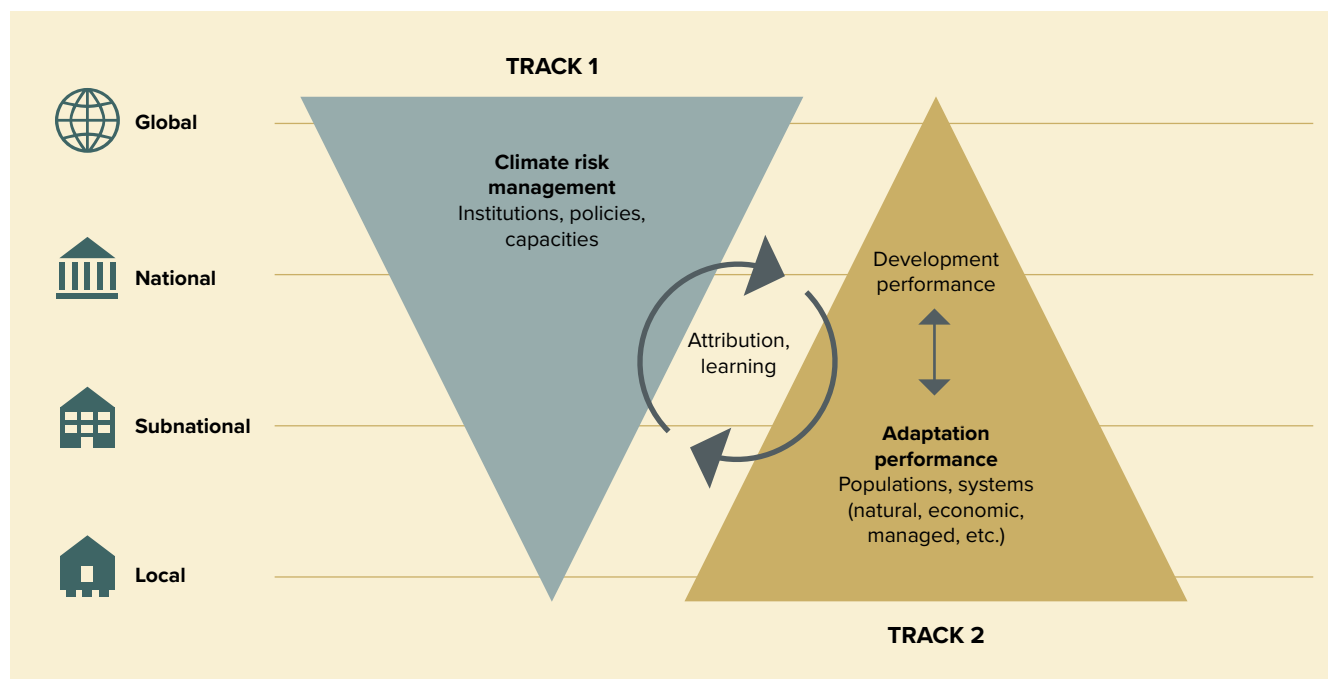 TRACK 1
Global
National
Subnational
Local
Climate risk
management
Institutions, policies,
capacities
Attribution,
learning
Development
performance
Adaptation
performance
Populations, systems
(natural, economic,
managed, etc.)
TRACK 2